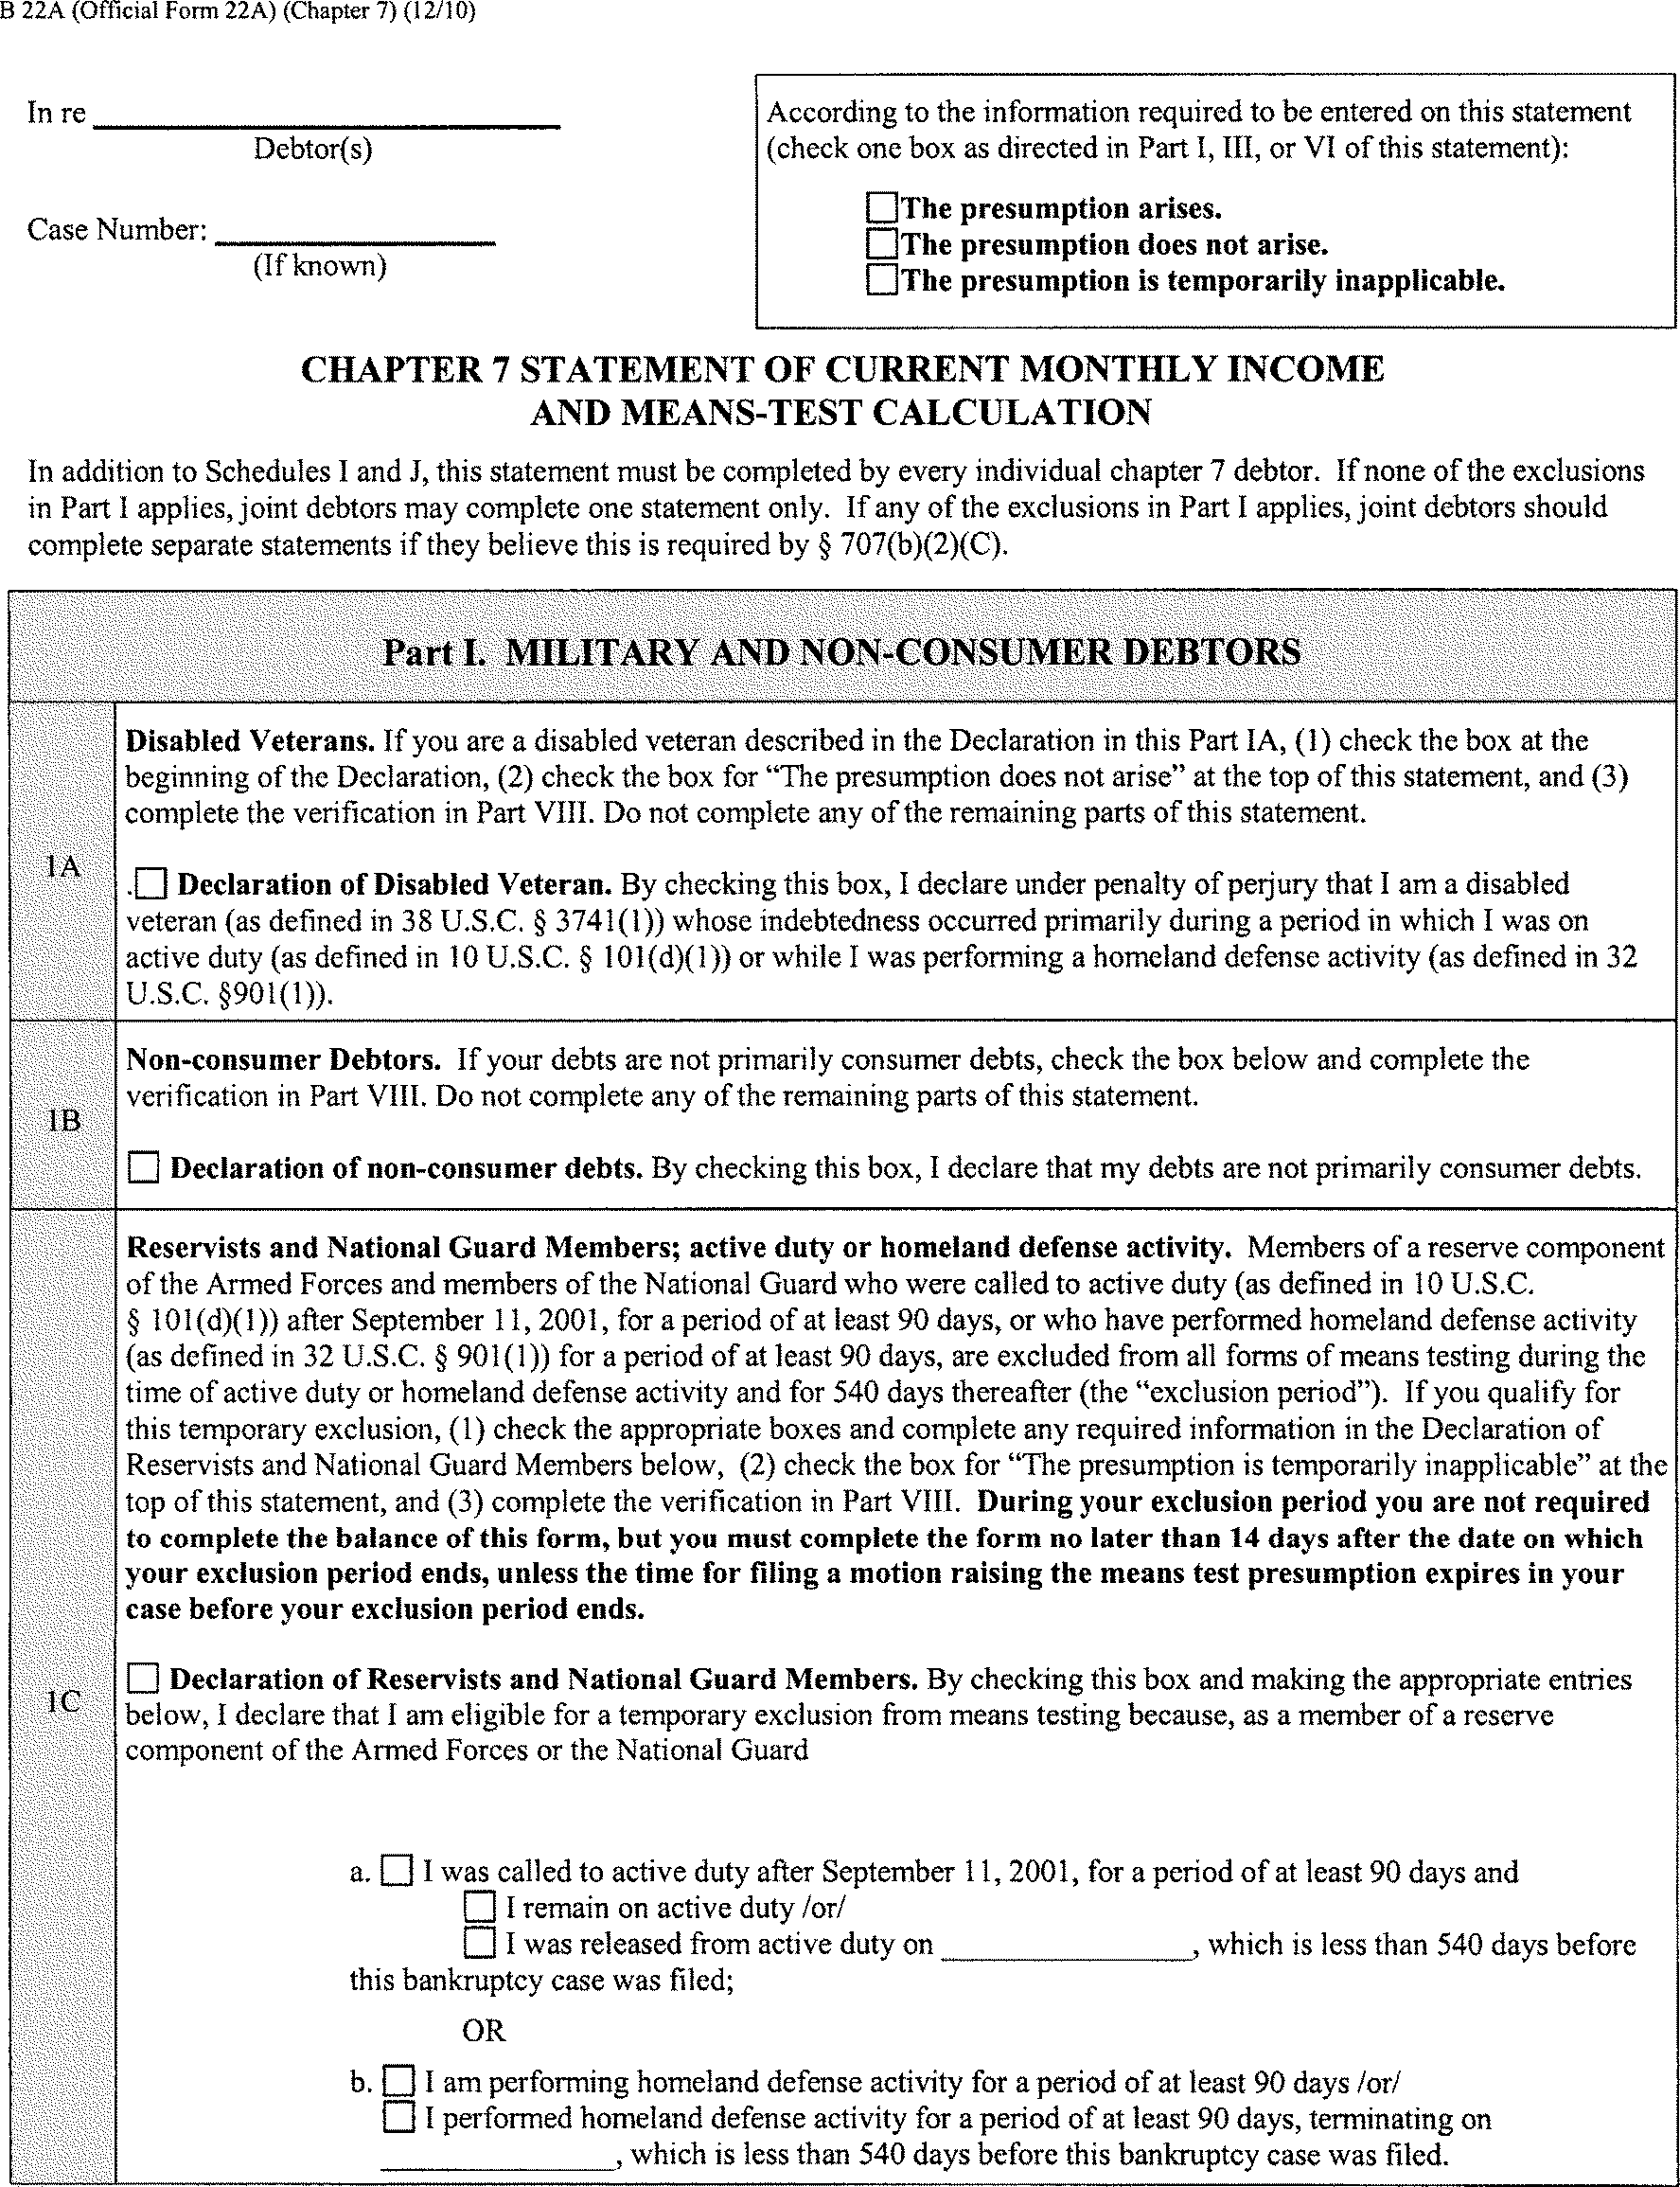 B 22A (Official Form 22A) (Chapter 7) (12/10)
In re
Debtor(s)
Case Number:
(If known)
According to the information required to be entered on this statement
(check one box as directed in Part I, III, or VI of this statement):
The presumption arises.
The presumption does not arise.
The presumption is temporarily inapplicable.
CHAPTER 7 STATEMENT OF CURRENT MONTHLY INCOME
AND MEANS-TEST CALCULATION
In addition to Schedules I and J, this statement must be completed by every individual chapter 7 debtor. If none of the exclusions
in Part I applies, joint debtors may complete one statement only. If any of the exclusions in Part I applies, joint debtors should
complete separate statements if they believe this is required by § 707(b)(2)(C).
Part I. MILITARY AND NON-CONSUMER DEBTORS
1A
Disabled Veterans. If you are a disabled veteran described in the Declaration in this Part IA, (1) check the box at the
beginning of the Declaration, (2) check the box for “The presumption does not arise” at the top of this statement, and (3)
complete the verification in Part VIII. Do not complete any of the remaining parts of this statement.
. Declaration of Disabled Veteran. By checking this box, I declare under penalty of perjury that I am a disabled
veteran (as defined in 38 U.S.C. § 3741(1)) whose indebtedness occurred primarily during a period in which I was on
active duty (as defined in 10 U.S.C. § 101(d)(1)) or while I was performing a homeland defense activity (as defined in 32
U.S.C. §901(1)).
1B
Non-consumer Debtors. If your debts are not primarily consumer debts, check the box below and complete the
verification in Part VIII. Do not complete any of the remaining parts of this statement.
Declaration of non-consumer debts. By checking this box, I declare that my debts are not primarily consumer debts.
1C
Reservists and National Guard Members; active duty or homeland defense activity. Members of a reserve component
of the Armed Forces and members of the National Guard who were called to active duty (as defined in 10 U.S.C.
§ 101(d)(1)) after September 11, 2001, for a period of at least 90 days, or who have performed homeland defense activity
(as defined in 32 U.S.C. § 901(1)) for a period of at least 90 days, are excluded from all forms of means testing during the
time of active duty or homeland defense activity and for 540 days thereafter (the “exclusion period”). If you qualify for
this temporary exclusion, (1) check the appropriate boxes and complete any required information in the Declaration of
Reservists and National Guard Members below, (2) check the box for “The presumption is temporarily inapplicable” at the
top of this statement, and (3) complete the verification in Part VIII. During your exclusion period you are not required
to complete the balance of this form, but you must complete the form no later than 14 days after the date on which
your exclusion period ends, unless the time for filing a motion raising the means test presumption expires in your
case before your exclusion period ends.
Declaration of Reservists and National Guard Members. By checking this box and making the appropriate entries
below, I declare that I am eligible for a temporary exclusion from means testing because, as a member of a reserve
component of the Armed Forces or the National Guard
a. I was called to active duty after September 11, 2001, for a period of at least 90 days and
I remain on active duty /or/
I was released from active duty on ________________, which is less than 540 days before
this bankruptcy case was filed;
OR
b. I am performing homeland defense activity for a period of at least 90 days /or/
I performed homeland defense activity for a period of at least 90 days, terminating on
_______________, which is less than 540 days before this bankruptcy case was filed.